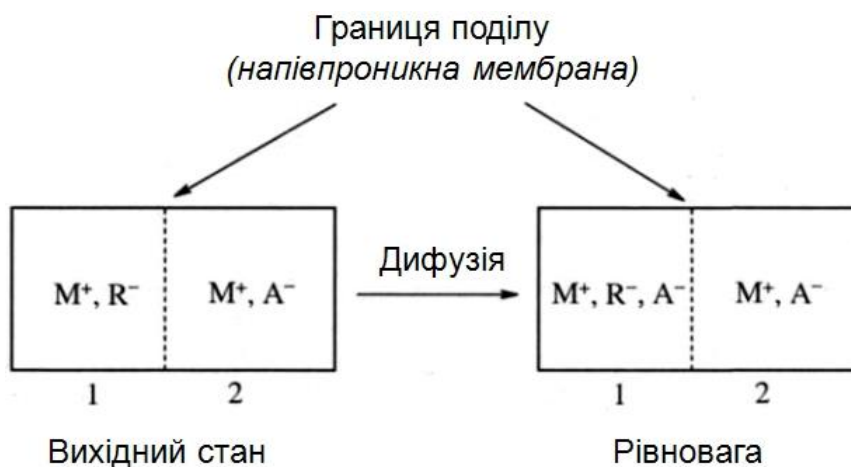 Границя поділу
(напівпроникна мембрана)
M⁺, R⁻
M⁺, A⁻
Дифузія
M⁺, R⁻, A⁻
M⁺, A⁻
1
2
1
2
Вихідний стан
Рівновага